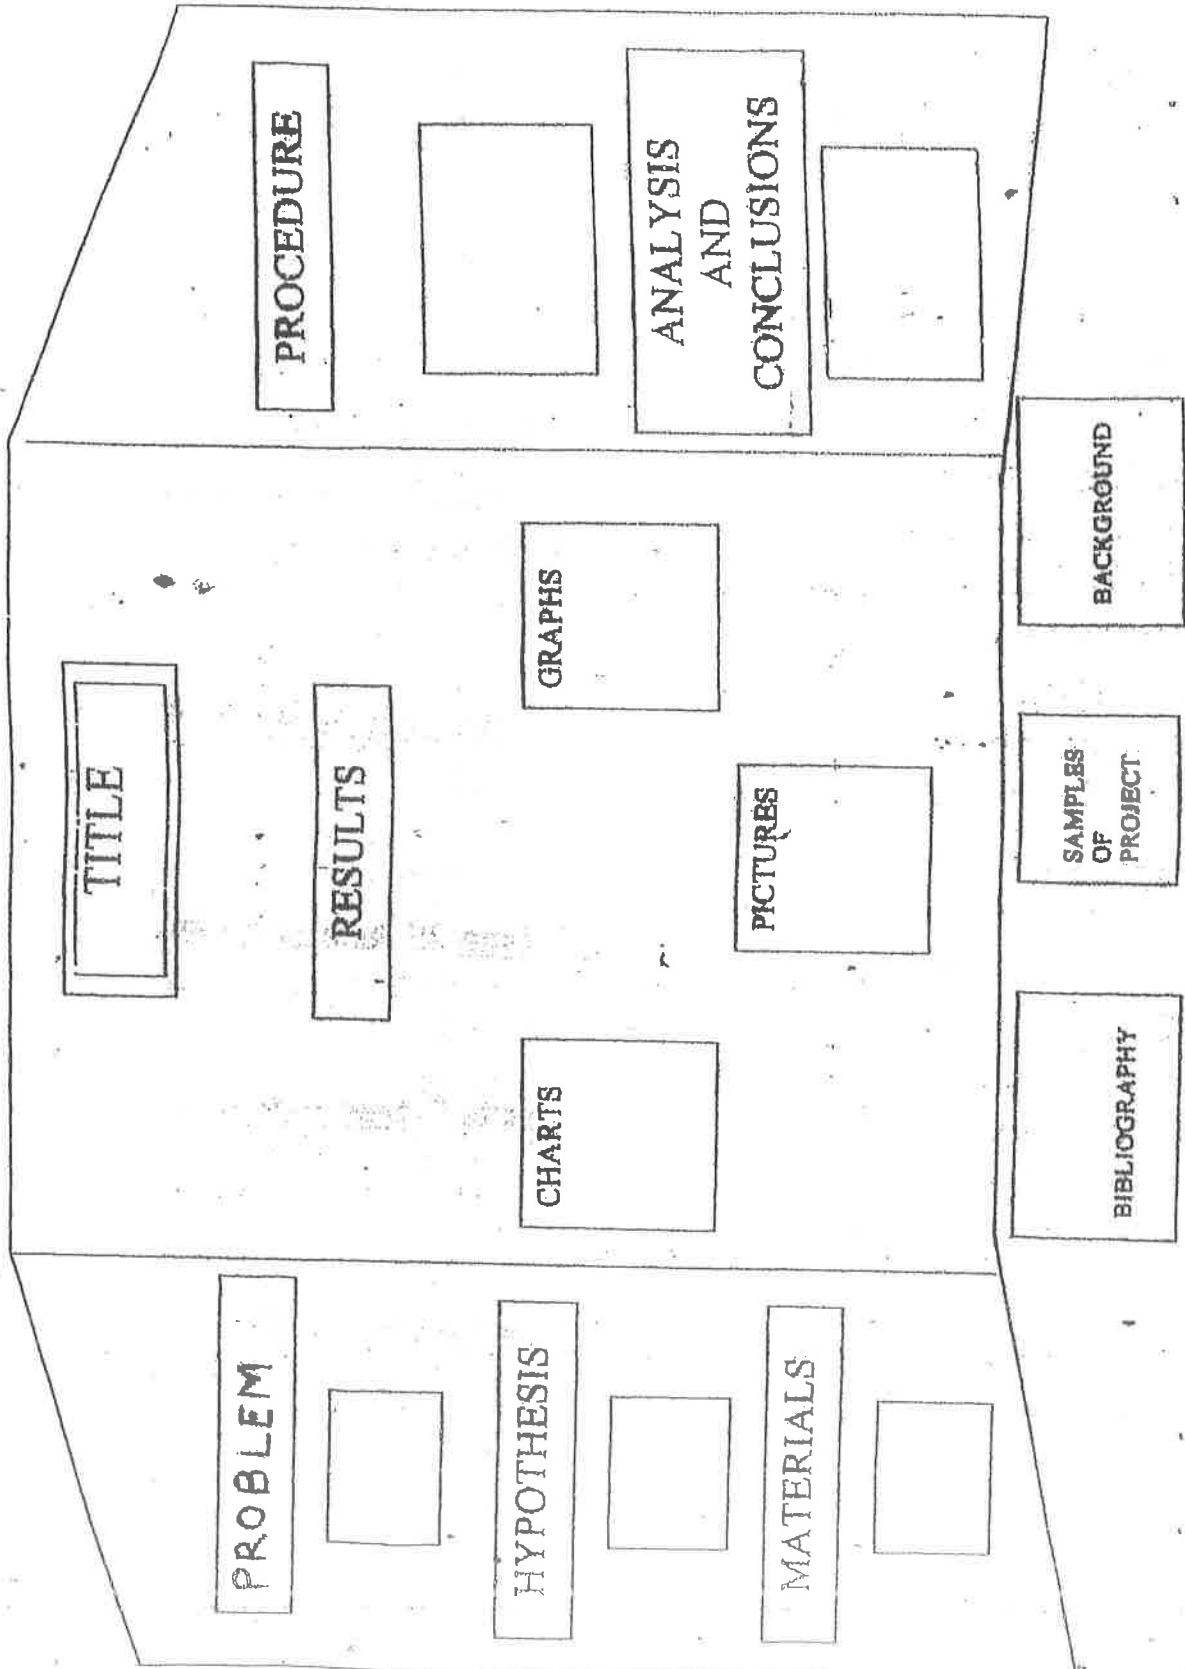 PROBLEM
HYPOTHESIS
MATERIALS
TITLE
RESULTS
CHARTS
GRAPHS
PICTURES
PROCEDURE
ANALYSIS
AND
CONCLUSIONS
BIBLIOGRAPHY
SAMPLES
OF
PROJECT
BACKGROUND